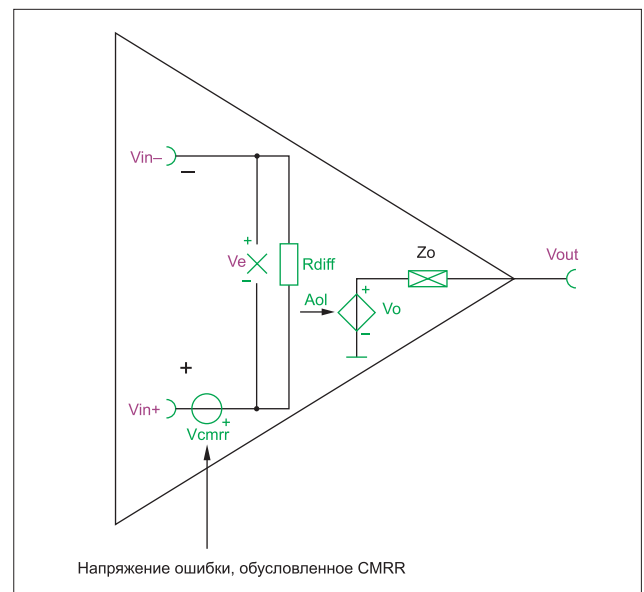 Vin–
–
+
Ve
–
Rdiff
Aol
+
Vo
–
Zo
Vout
+
Vin+
+
Vcmrr
Напряжение ошибки, обусловленное CMRR